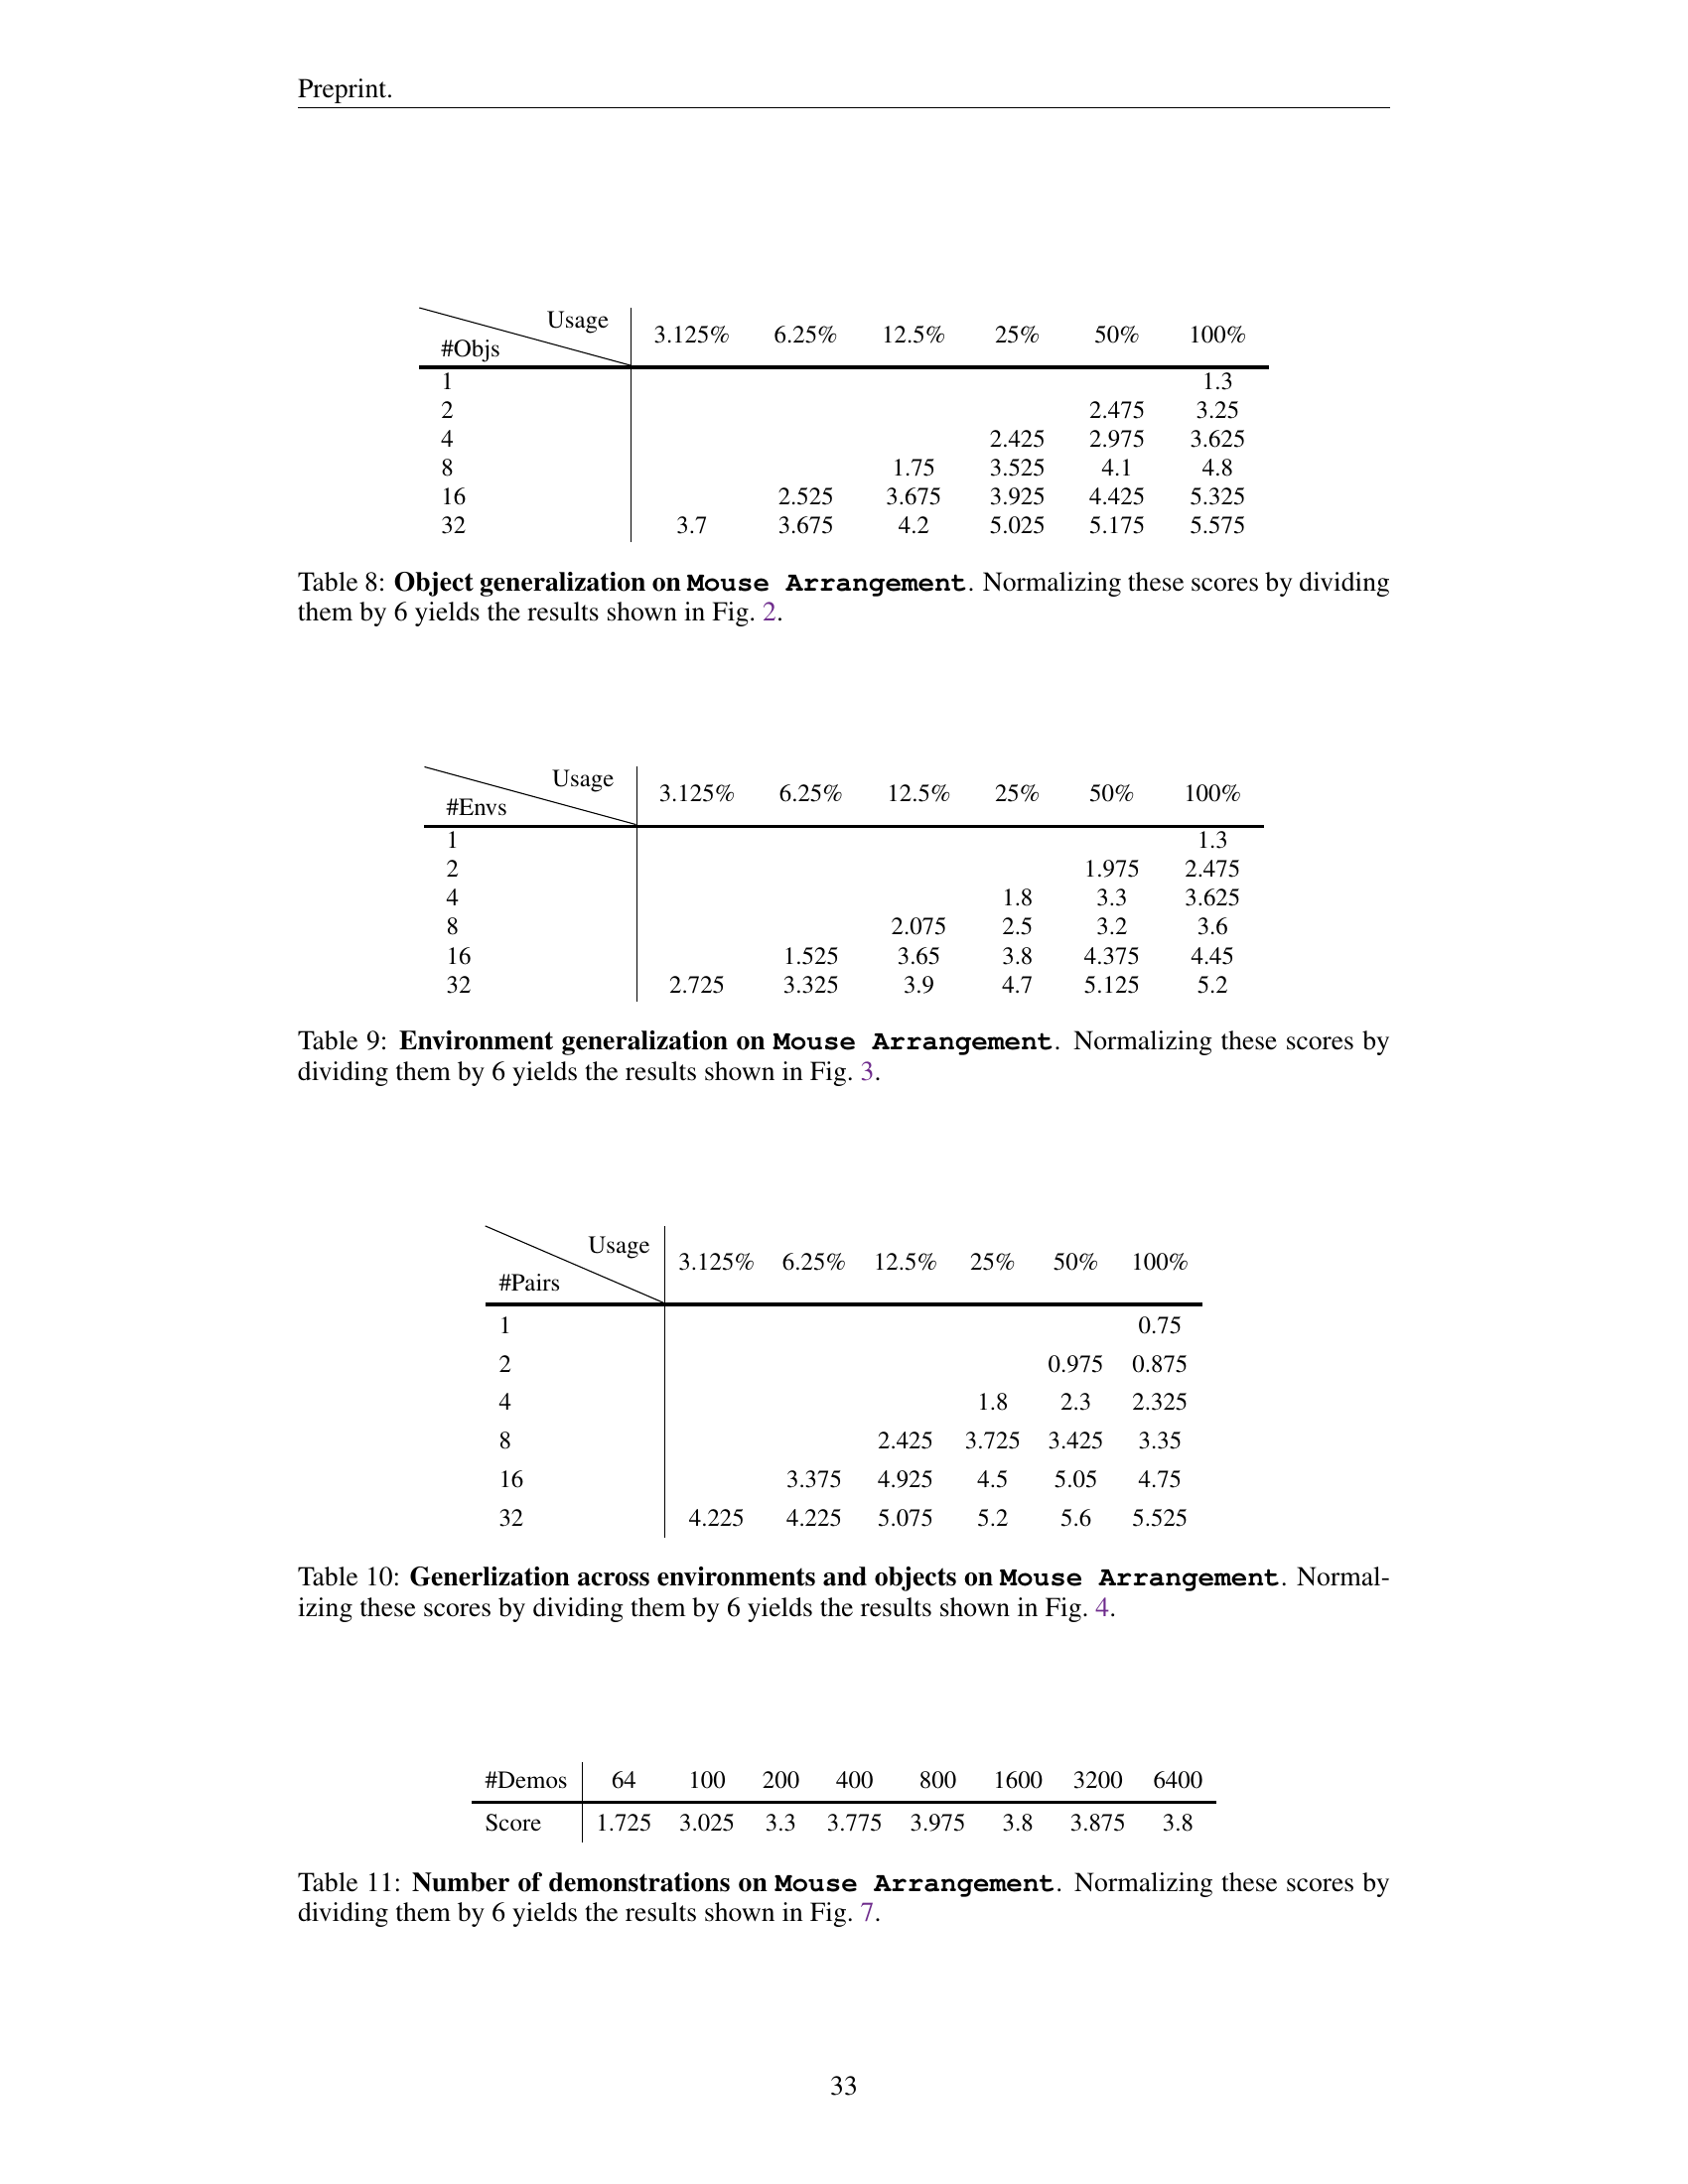 Preprint.
Usage
#Objs
3.125% 6.25% 12.5% 25% 50% 100%
1 1.3
2 2.475 3.25
4 2.425 2.975 3.625
8 1.75 3.525 4.1 4.8
16 2.525 3.675 3.925 4.425 5.325
32 3.7 3.675 4.2 5.025 5.175 5.575
Table 8: Object generalization on Mouse Arrangement. Normalizing these scores by dividing
them by 6 yields the results shown in Fig. 2.
Usage
#Envs
3.125% 6.25% 12.5% 25% 50% 100%
1 1.3
2 1.975 2.475
4 1.8 3.3 3.625
8 2.075 2.5 3.2 3.6
16 1.525 3.65 3.8 4.375 4.45
32 2.725 3.325 3.9 4.7 5.125 5.2
Table 9: Environment generalization on Mouse Arrangement. Normalizing these scores by
dividing them by 6 yields the results shown in Fig. 3.
Usage
#Pairs
3.125% 6.25% 12.5% 25% 50% 100%
1 0.75
2 0.975 0.875
4 1.8 2.3 2.325
8 2.425 3.725 3.425 3.35
16 3.375 4.925 4.5 5.05 4.75
32 4.225 4.225 5.075 5.2 5.6 5.525
Table 10: Generlization across environments and objects on Mouse Arrangement. Normal-
izing these scores by dividing them by 6 yields the results shown in Fig. 4.
#Demos 64 100 200 400 800 1600 3200 6400
Score 1.725 3.025 3.3 3.775 3.975 3.8 3.875 3.8
Table 11: Number of demonstrations on Mouse Arrangement. Normalizing these scores by
dividing them by 6 yields the results shown in Fig. 7.
33